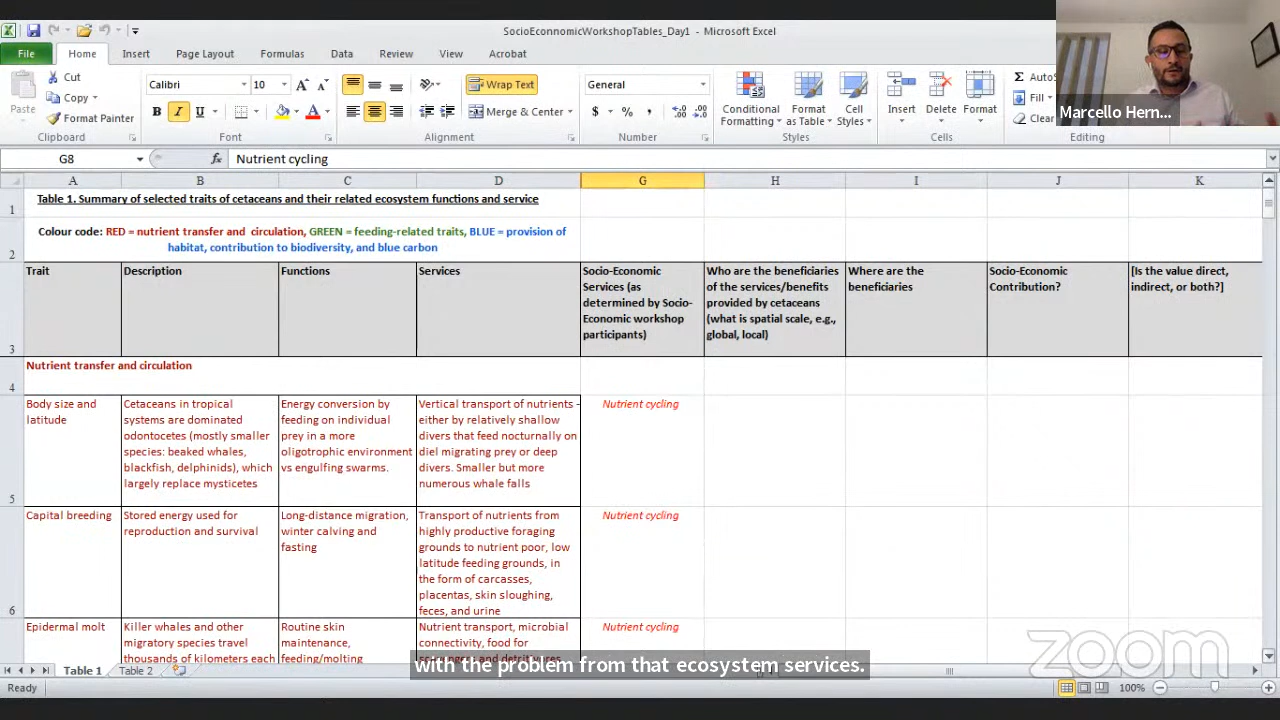 SocioEconnomicWorkshopTables_Day1 - Microsoft Excel
File Home Insert Page Layout Formulas Data Review View Acrobat
Paste
Cut
Copy
Format Painter
Clipboard
Calibri 10
B I U
Font
Wrap Text
Merge & Center
Alignment
General
$ % ,
Number
Conditional Formatting
Format as Table
Cell Styles
Styles
Insert Delete Format
Cells
Fill
Editing
Marcello Hern...
G8 fx Nutrient cycling
A B C D G H I J K
1
Table 1. Summary of selected traits of cetaceans and their related ecosystem functions and service
2
Colour code: RED = nutrient transfer and circulation, GREEN = feeding-related traits, BLUE = provision of
habitat, contribution to biodiversity, and blue carbon
3
Trait
Description
Functions
Services
Socio-Economic
Services (as
determined by Socio-
Economic workshop
participants)
Who are the beneficiaries
of the services/benefits
provided by cetaceans
(what is spatial scale, e.g.,
global, local)
Where are the
beneficiaries
Socio-Economic
Contribution?
[Is the value direct,
indirect, or both?]
4
Nutrient transfer and circulation
5
Body size and
latitude
Cetaceans in tropical
systems are dominated
odontocetes (mostly smaller
species: beaked whales,
blackfish, delphinids), which
largely replace mysticetes
Energy conversion by
feeding on individual
prey in a more
oligotrophic environment
vs engulfing swarms.
Vertical transport of nutrients -
either by relatively shallow
divers that feed nocturnally on
diel migrating prey or deep
divers. Smaller but more
numerous whale falls
Nutrient cycling
6
Capital breeding
Stored energy used for
reproduction and survival
Long-distance migration,
winter calving and
fasting
Transport of nutrients from
highly productive foraging
grounds to nutrient poor, low
latitude feeding grounds, in
the form of carcasses,
placentas, skin sloughing,
feces, and urine
Nutrient cycling
Epidermal molt
Killer whales and other
migratory species travel
thousands of kilometers each
Routine skin
maintenance,
feeding/molting
Nutrient transport, microbial
connectivity, food for
Nutrient cycling
with the problem from that ecosystem services.
Table 1 Table 2
Ready
100%
zoom